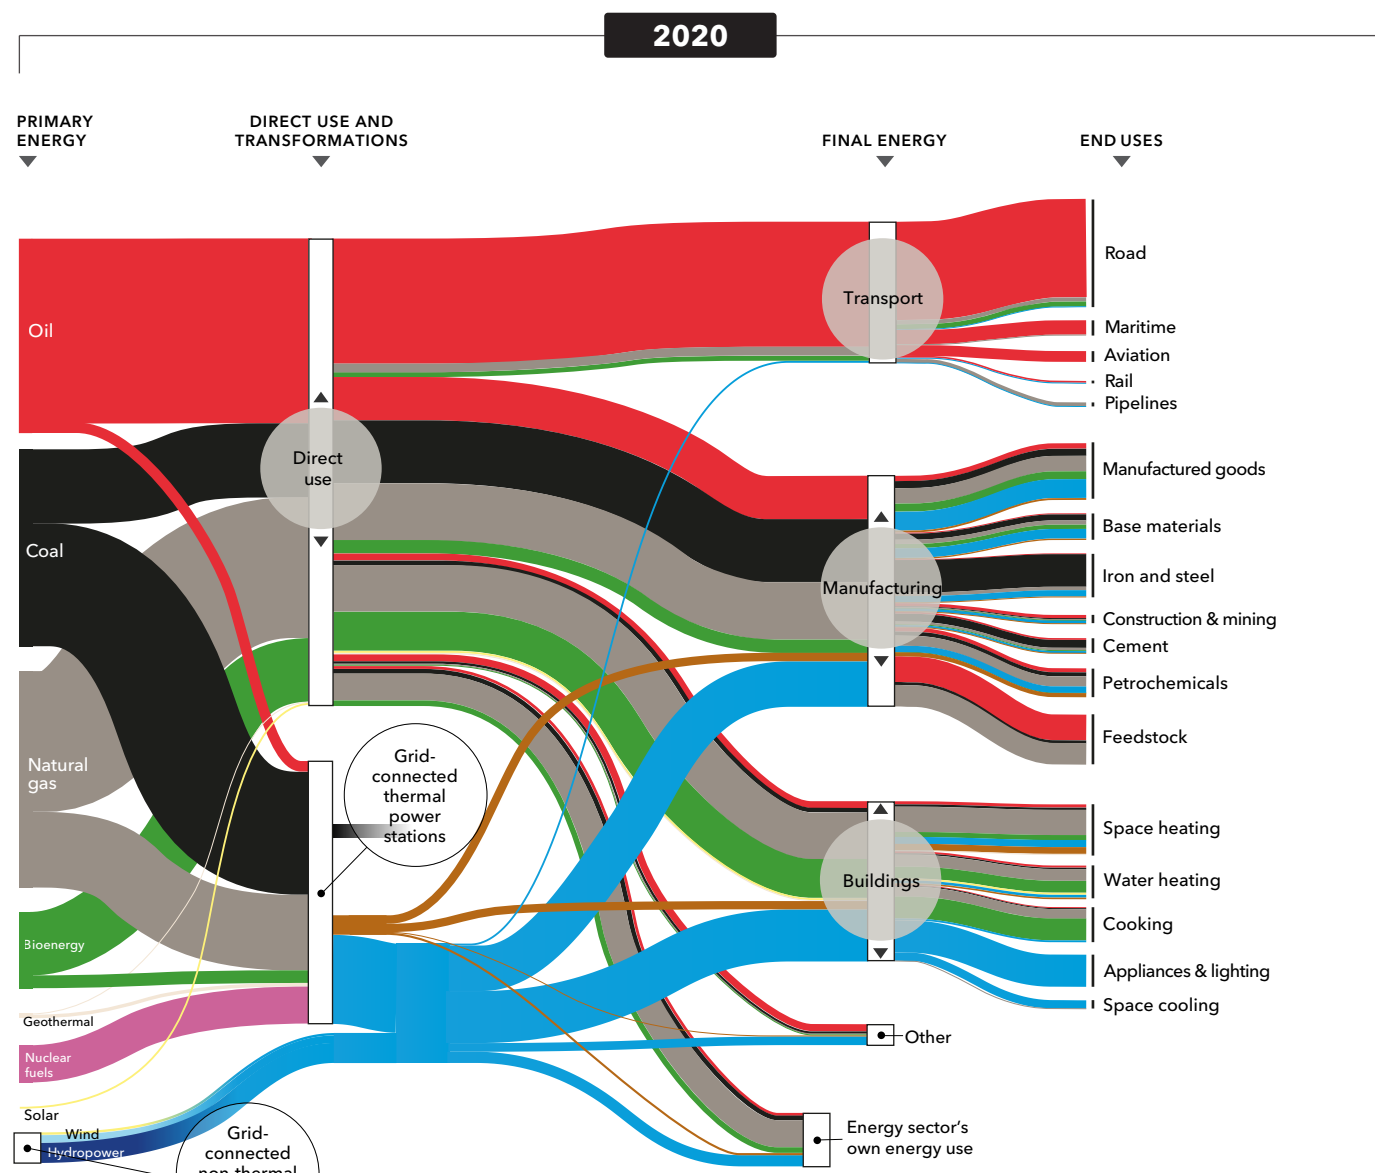 2020
PRIMARY
ENERGY
DIRECT USE AND
TRANSFORMATIONS
FINAL ENERGY
END USES
Oil
Coal
Natural
gas
Bioenergy
Geothermal
Nuclear
fuels
Solar
Wind
Hydropower
Direct
use
Grid-
connected
thermal
power
stations
Grid-
connected
non-thermal
Transport
Manufacturing
Buildings
Other
Energy sector's
own energy use
Road
Maritime
Aviation
Rail
Pipelines
Manufactured goods
Base materials
Iron and steel
Construction & mining
Cement
Petrochemicals
Feedstock
Space heating
Water heating
Cooking
Appliances & lighting
Space cooling